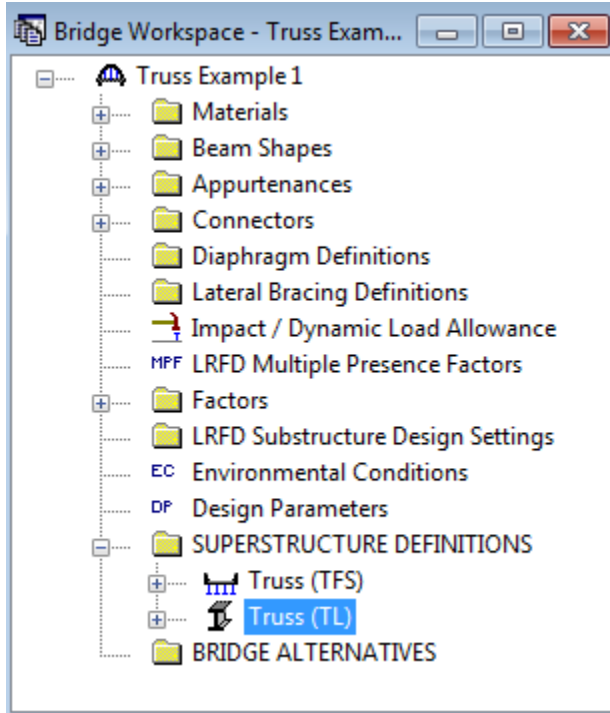 Bridge Workspace - Truss Exam...
Truss Example 1
Materials
Beam Shapes
Appurtenances
Connectors
Diaphragm Definitions
Lateral Bracing Definitions
Impact / Dynamic Load Allowance
MPF LRFD Multiple Presence Factors
Factors
LRFD Substructure Design Settings
EC Environmental Conditions
DP Design Parameters
SUPERSTRUCTURE DEFINITIONS
Truss (TFS)
Truss (TL)
BRIDGE ALTERNATIVES